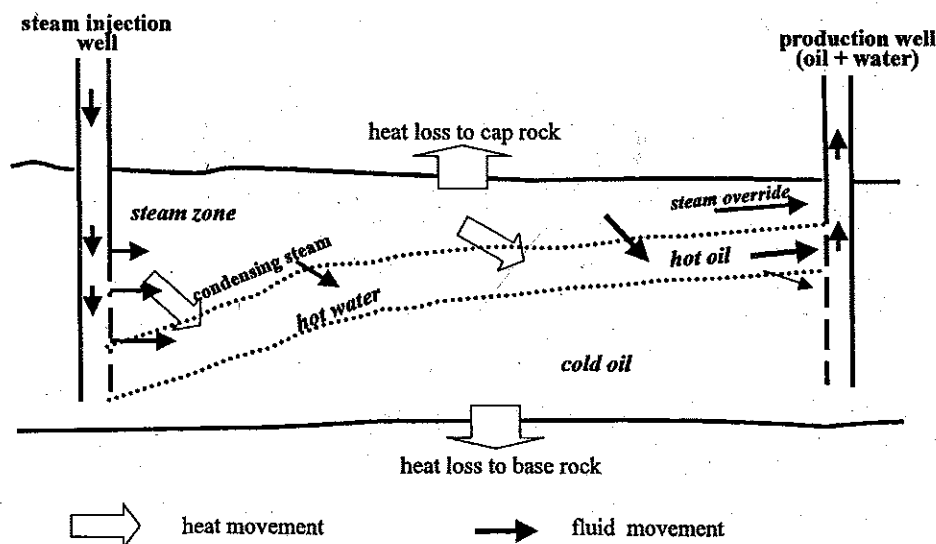 steam injection
well
production well
(oil + water)
heat loss to cap rock
steam zone
steam override
condensing steam
hot oil
hot water
cold oil
heat loss to base rock
heat movement
fluid movement